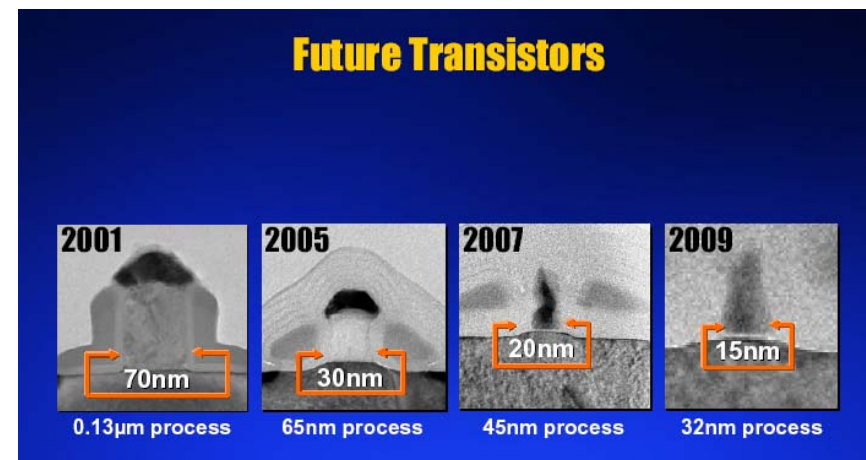 Future Transistors
2001 2005 2007 2009
70nm 30nm 20nm 15nm
0.13µm process 65nm process 45nm process 32nm process